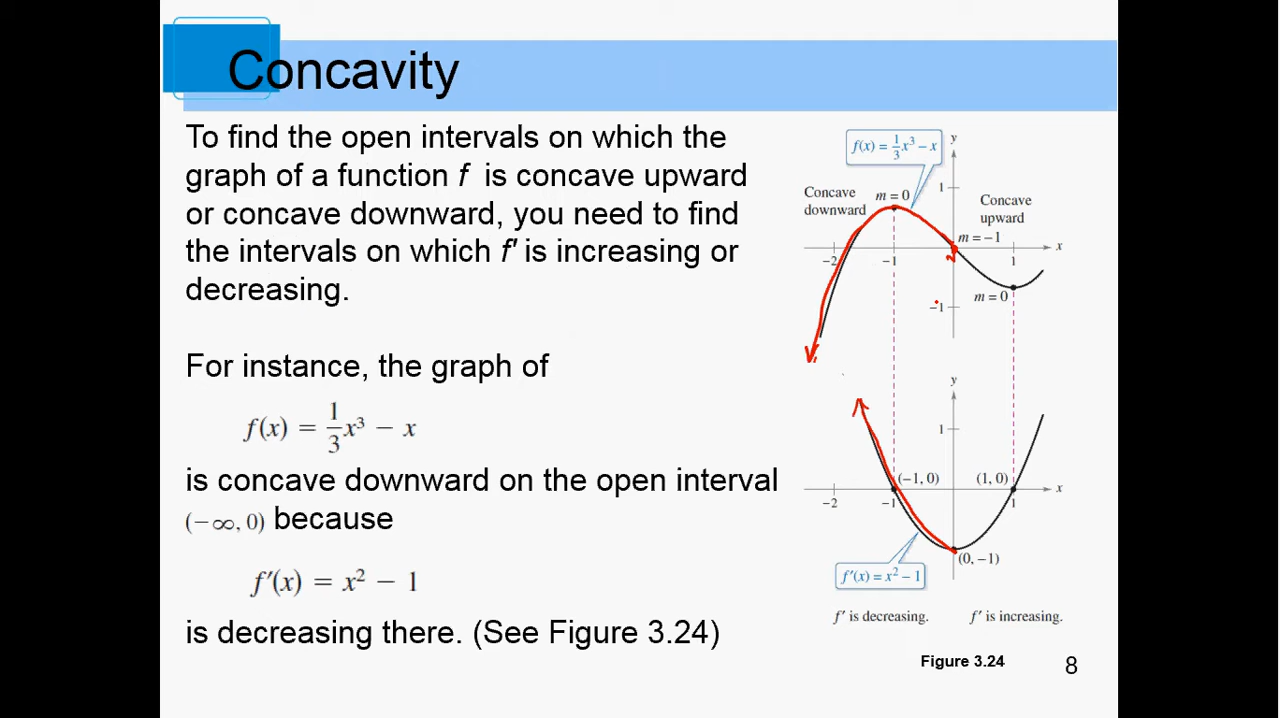 Concavity
To find the open intervals on which the
graph of a function f is concave upward
or concave downward, you need to find
the intervals on which f′ is increasing or
decreasing.
For instance, the graph of
f(x) = 1/3 x³ − x
is concave downward on the open interval
(−∞, 0) because
f′(x) = x² − 1
is decreasing there. (See Figure 3.24)
f(x) = 1/3 x³ − x
y
1
Concave
downward
m = 0
Concave
upward
m = −1
x
−2
−1
1
−1
m = 0
y
1
(−1, 0)
(1, 0)
x
−2
−1
1
(0, −1)
f′(x) = x² − 1
f′ is decreasing.
f′ is increasing.
Figure 3.24
8